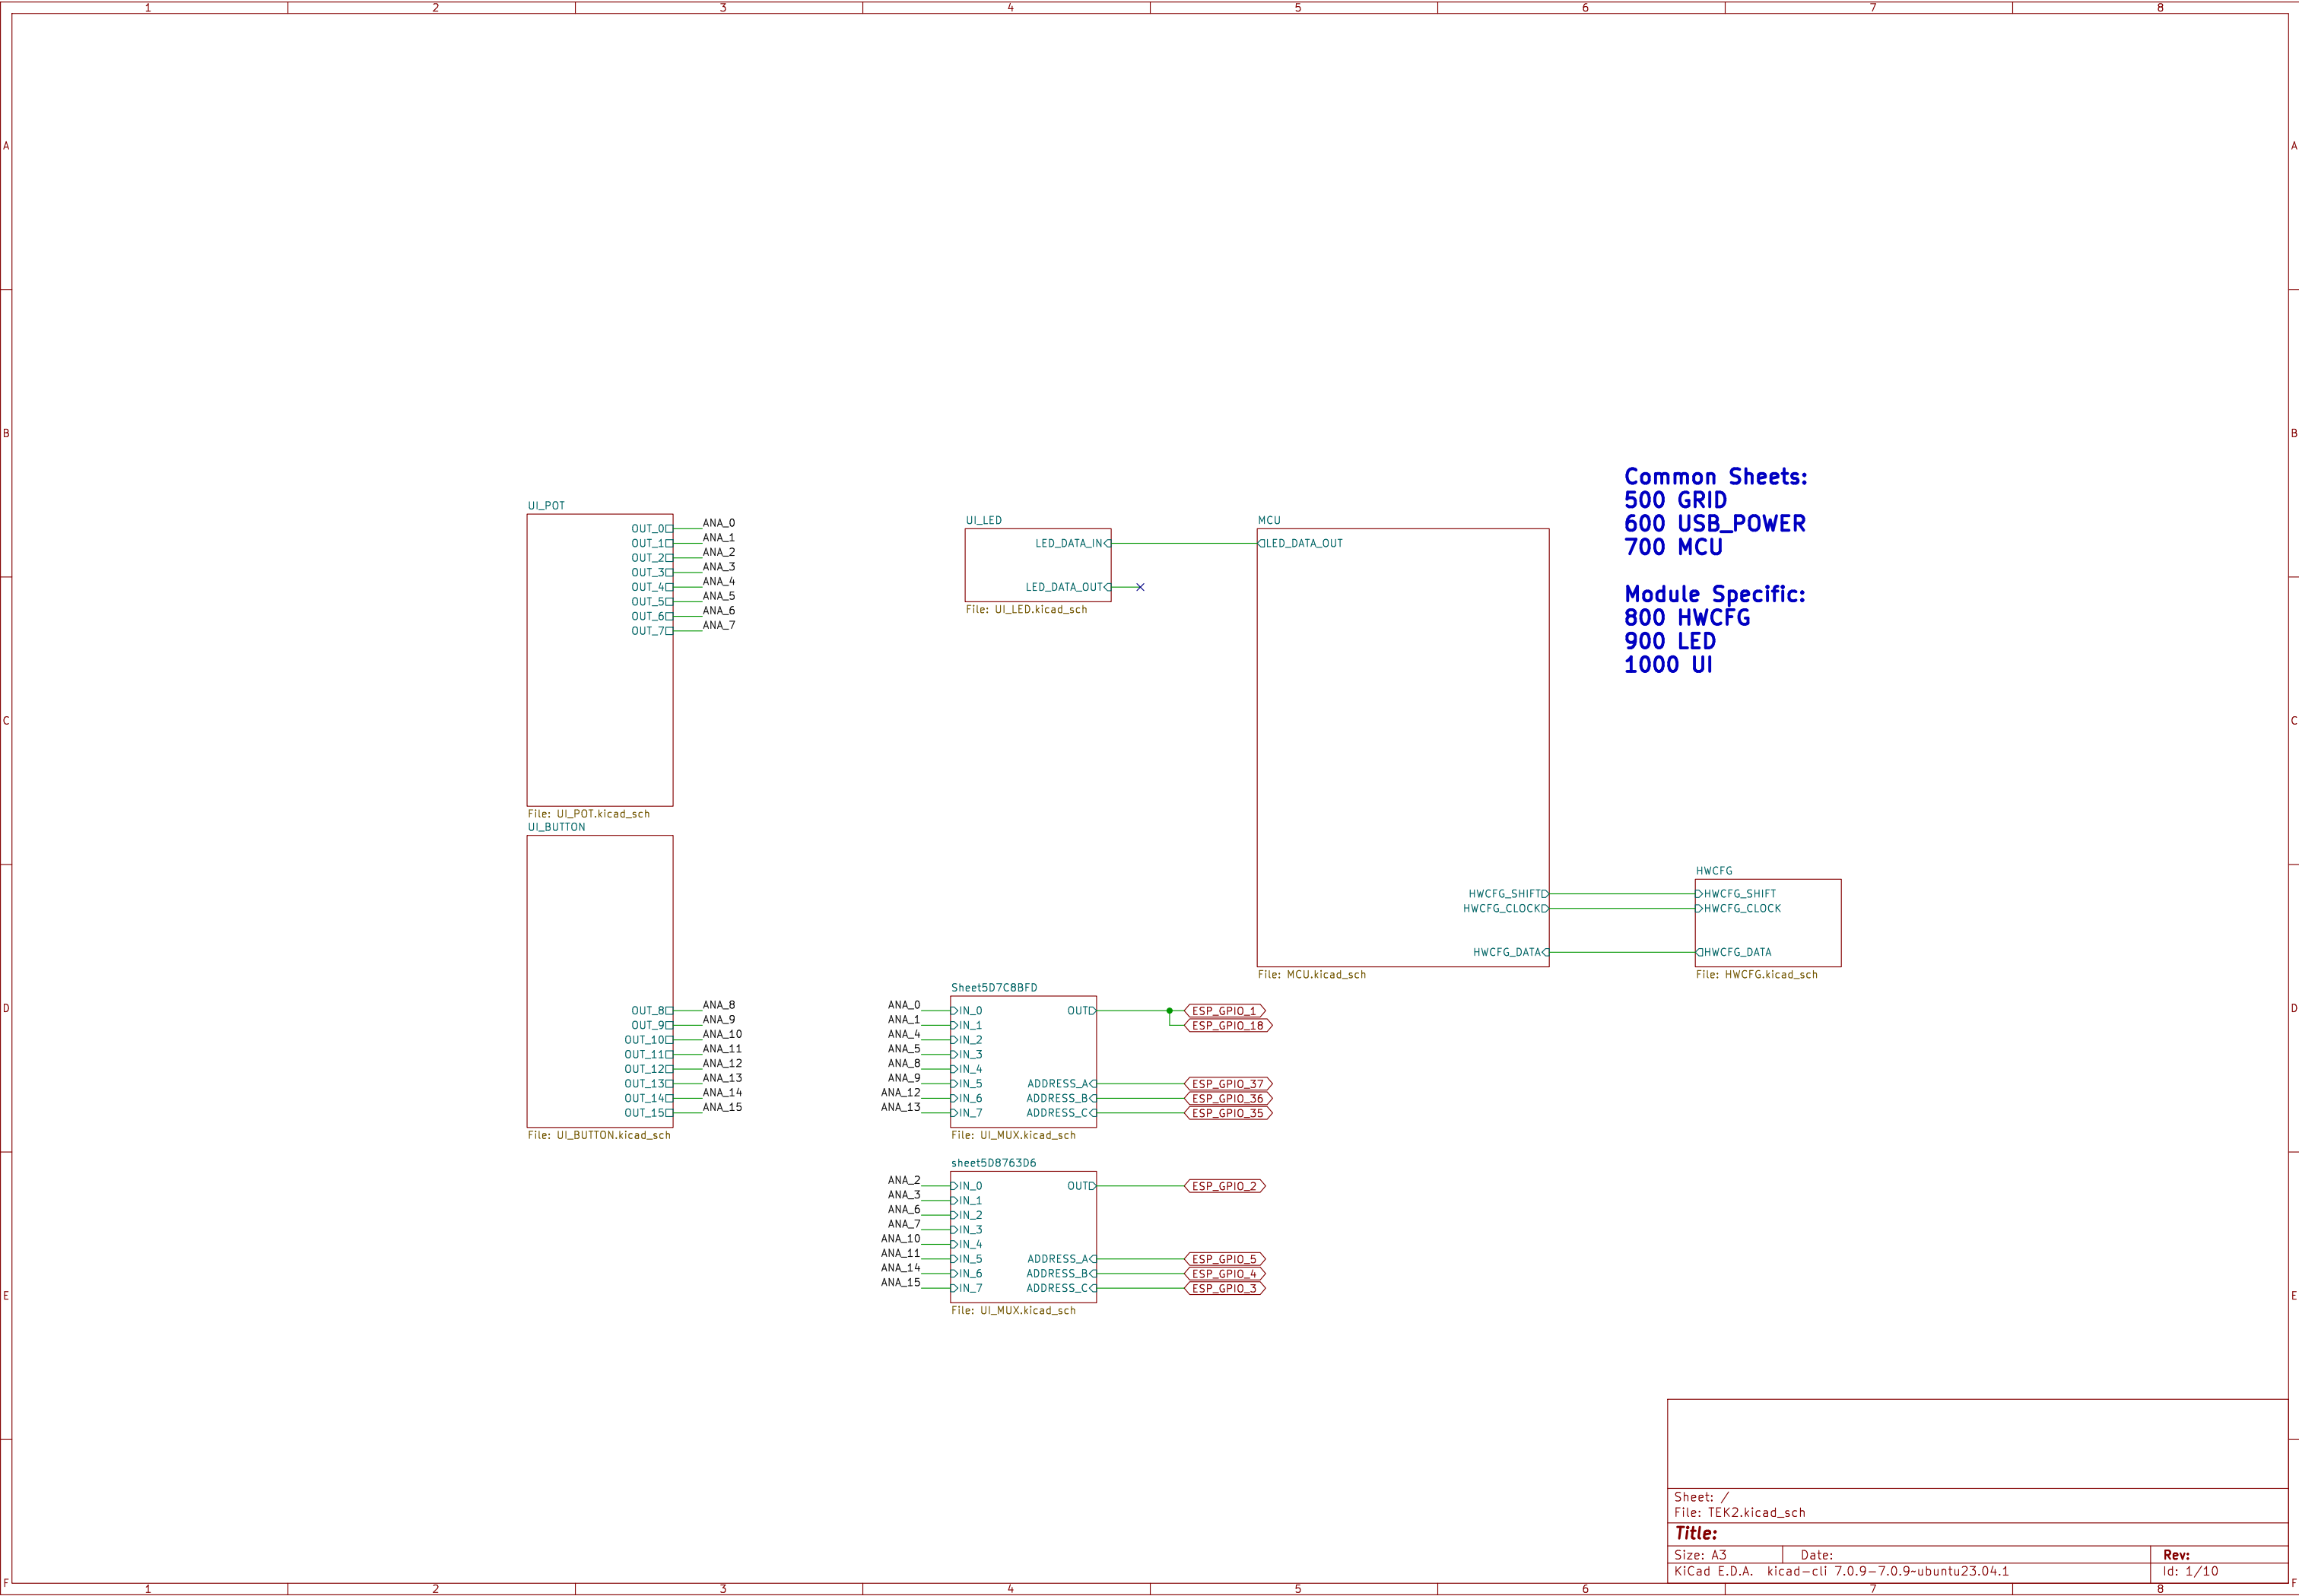 1 2 3 4 5 6 7 8
A A
B B
Common Sheets:
500 GRID
600 USB_POWER
700 MCU
Module Specific:
800 HWCFG
900 LED
1000 UI
UI_POT
OUT_0 ANA_0
OUT_1 ANA_1
OUT_2 ANA_2
OUT_3 ANA_3
OUT_4 ANA_4
OUT_5 ANA_5
OUT_6 ANA_6
OUT_7 ANA_7
File: UI_POT.kicad_sch
UI_LED
LED_DATA_IN
LED_DATA_OUT
File: UI_LED.kicad_sch
MCU
LED_DATA_OUT
HWCFG_SHIFT
HWCFG_CLOCK
HWCFG_DATA
File: MCU.kicad_sch
HWCFG
HWCFG_SHIFT
HWCFG_CLOCK
HWCFG_DATA
File: HWCFG.kicad_sch
C C
UI_BUTTON
OUT_8 ANA_8
OUT_9 ANA_9
OUT_10 ANA_10
OUT_11 ANA_11
OUT_12 ANA_12
OUT_13 ANA_13
OUT_14 ANA_14
OUT_15 ANA_15
File: UI_BUTTON.kicad_sch
D D
Sheet5D7C8BFD
ANA_0 IN_0 OUT ESP_GPIO_1
ANA_1 IN_1 ESP_GPIO_18
ANA_4 IN_2
ANA_5 IN_3
ANA_8 IN_4
ANA_9 IN_5 ADDRESS_A ESP_GPIO_37
ANA_12 IN_6 ADDRESS_B ESP_GPIO_36
ANA_13 IN_7 ADDRESS_C ESP_GPIO_35
File: UI_MUX.kicad_sch
sheet5D8763D6
ANA_2 IN_0 OUT ESP_GPIO_2
ANA_3 IN_1
ANA_6 IN_2
ANA_7 IN_3
ANA_10 IN_4
ANA_11 IN_5 ADDRESS_A ESP_GPIO_5
ANA_14 IN_6 ADDRESS_B ESP_GPIO_4
ANA_15 IN_7 ADDRESS_C ESP_GPIO_3
File: UI_MUX.kicad_sch
E E
Sheet: /
File: TEK2.kicad_sch
Title:
Size: A3 Date: Rev:
KiCad E.D.A. kicad-cli 7.0.9-7.0.9~ubuntu23.04.1 Id: 1/10
F F
1 2 3 4 5 6 7 8